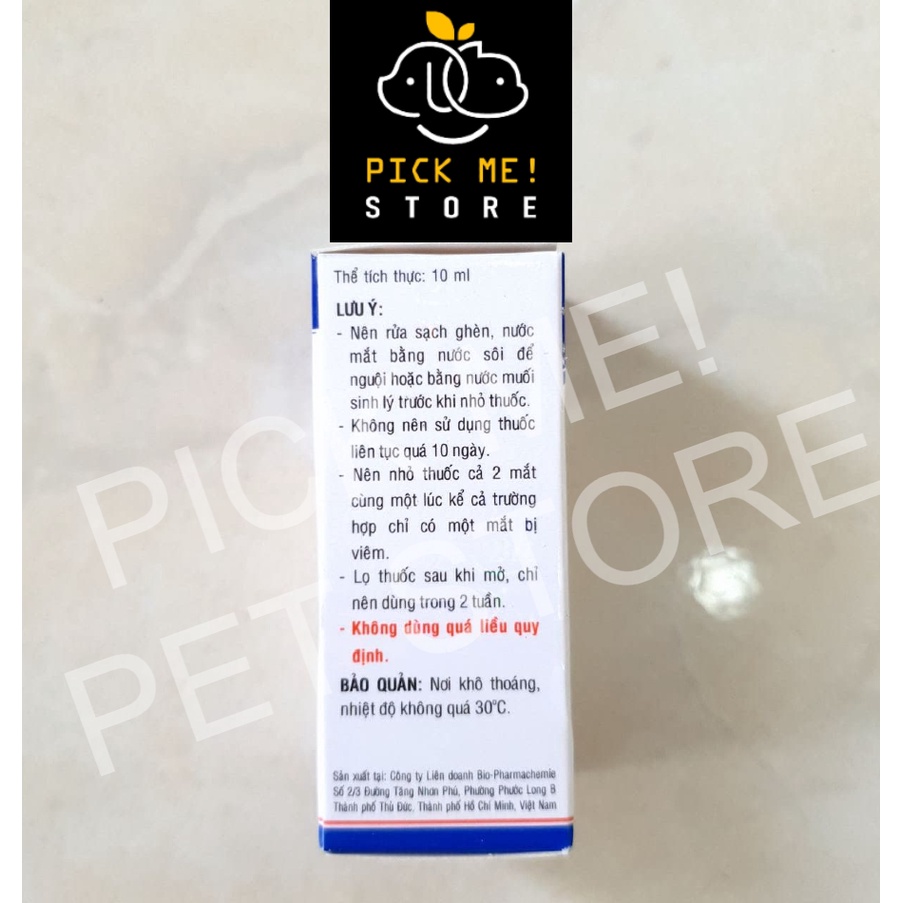 PICK ME!
STORE
Thể tích thực: 10 ml
LƯU Ý:
- Nên rửa sạch ghèn, nước
mắt bằng nước sôi để
nguội hoặc bằng nước muối
sinh lý trước khi nhỏ thuốc.
- Không nên sử dụng thuốc
liên tục quá 10 ngày.
- Nên nhỏ thuốc cả 2 mắt
cùng một lúc kể cả trường
hợp chỉ có một mắt bị
viêm.
- Lọ thuốc sau khi mở, chỉ
nên dùng trong 2 tuần.
- Không dùng quá liều quy
định.
BẢO QUẢN: Nơi khô thoáng,
nhiệt độ không quá 30°C.
Sản xuất tại: Công ty Liên doanh Bio-Pharmachemie
Số 2/3 Đường Tăng Nhơn Phú, Phường Phước Long B
Thành phố Thủ Đức, Thành phố Hồ Chí Minh, Việt Nam
PICK ME!
PET STORE